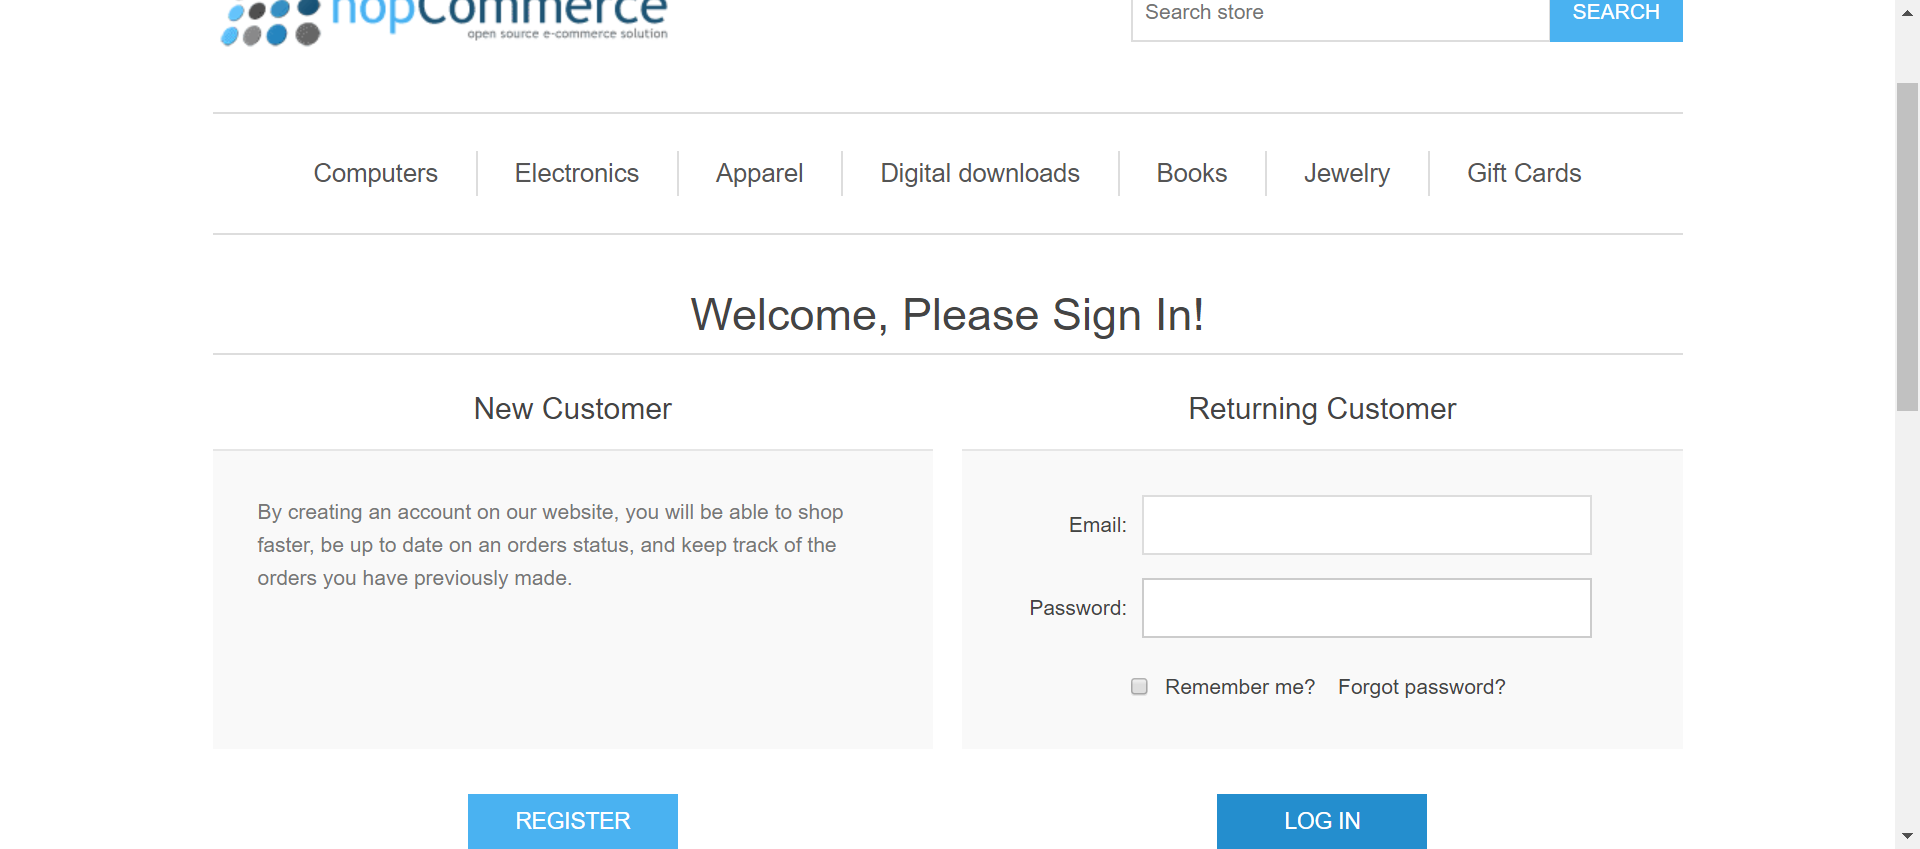 nopCommerce
open source e-commerce solution
Search store
SEARCH
Computers
Electronics
Apparel
Digital downloads
Books
Jewelry
Gift Cards
Welcome, Please Sign In!
New Customer
By creating an account on our website, you will be able to shop
faster, be up to date on an orders status, and keep track of the
orders you have previously made.
REGISTER
Returning Customer
Email:
Password:
Remember me?
Forgot password?
LOG IN